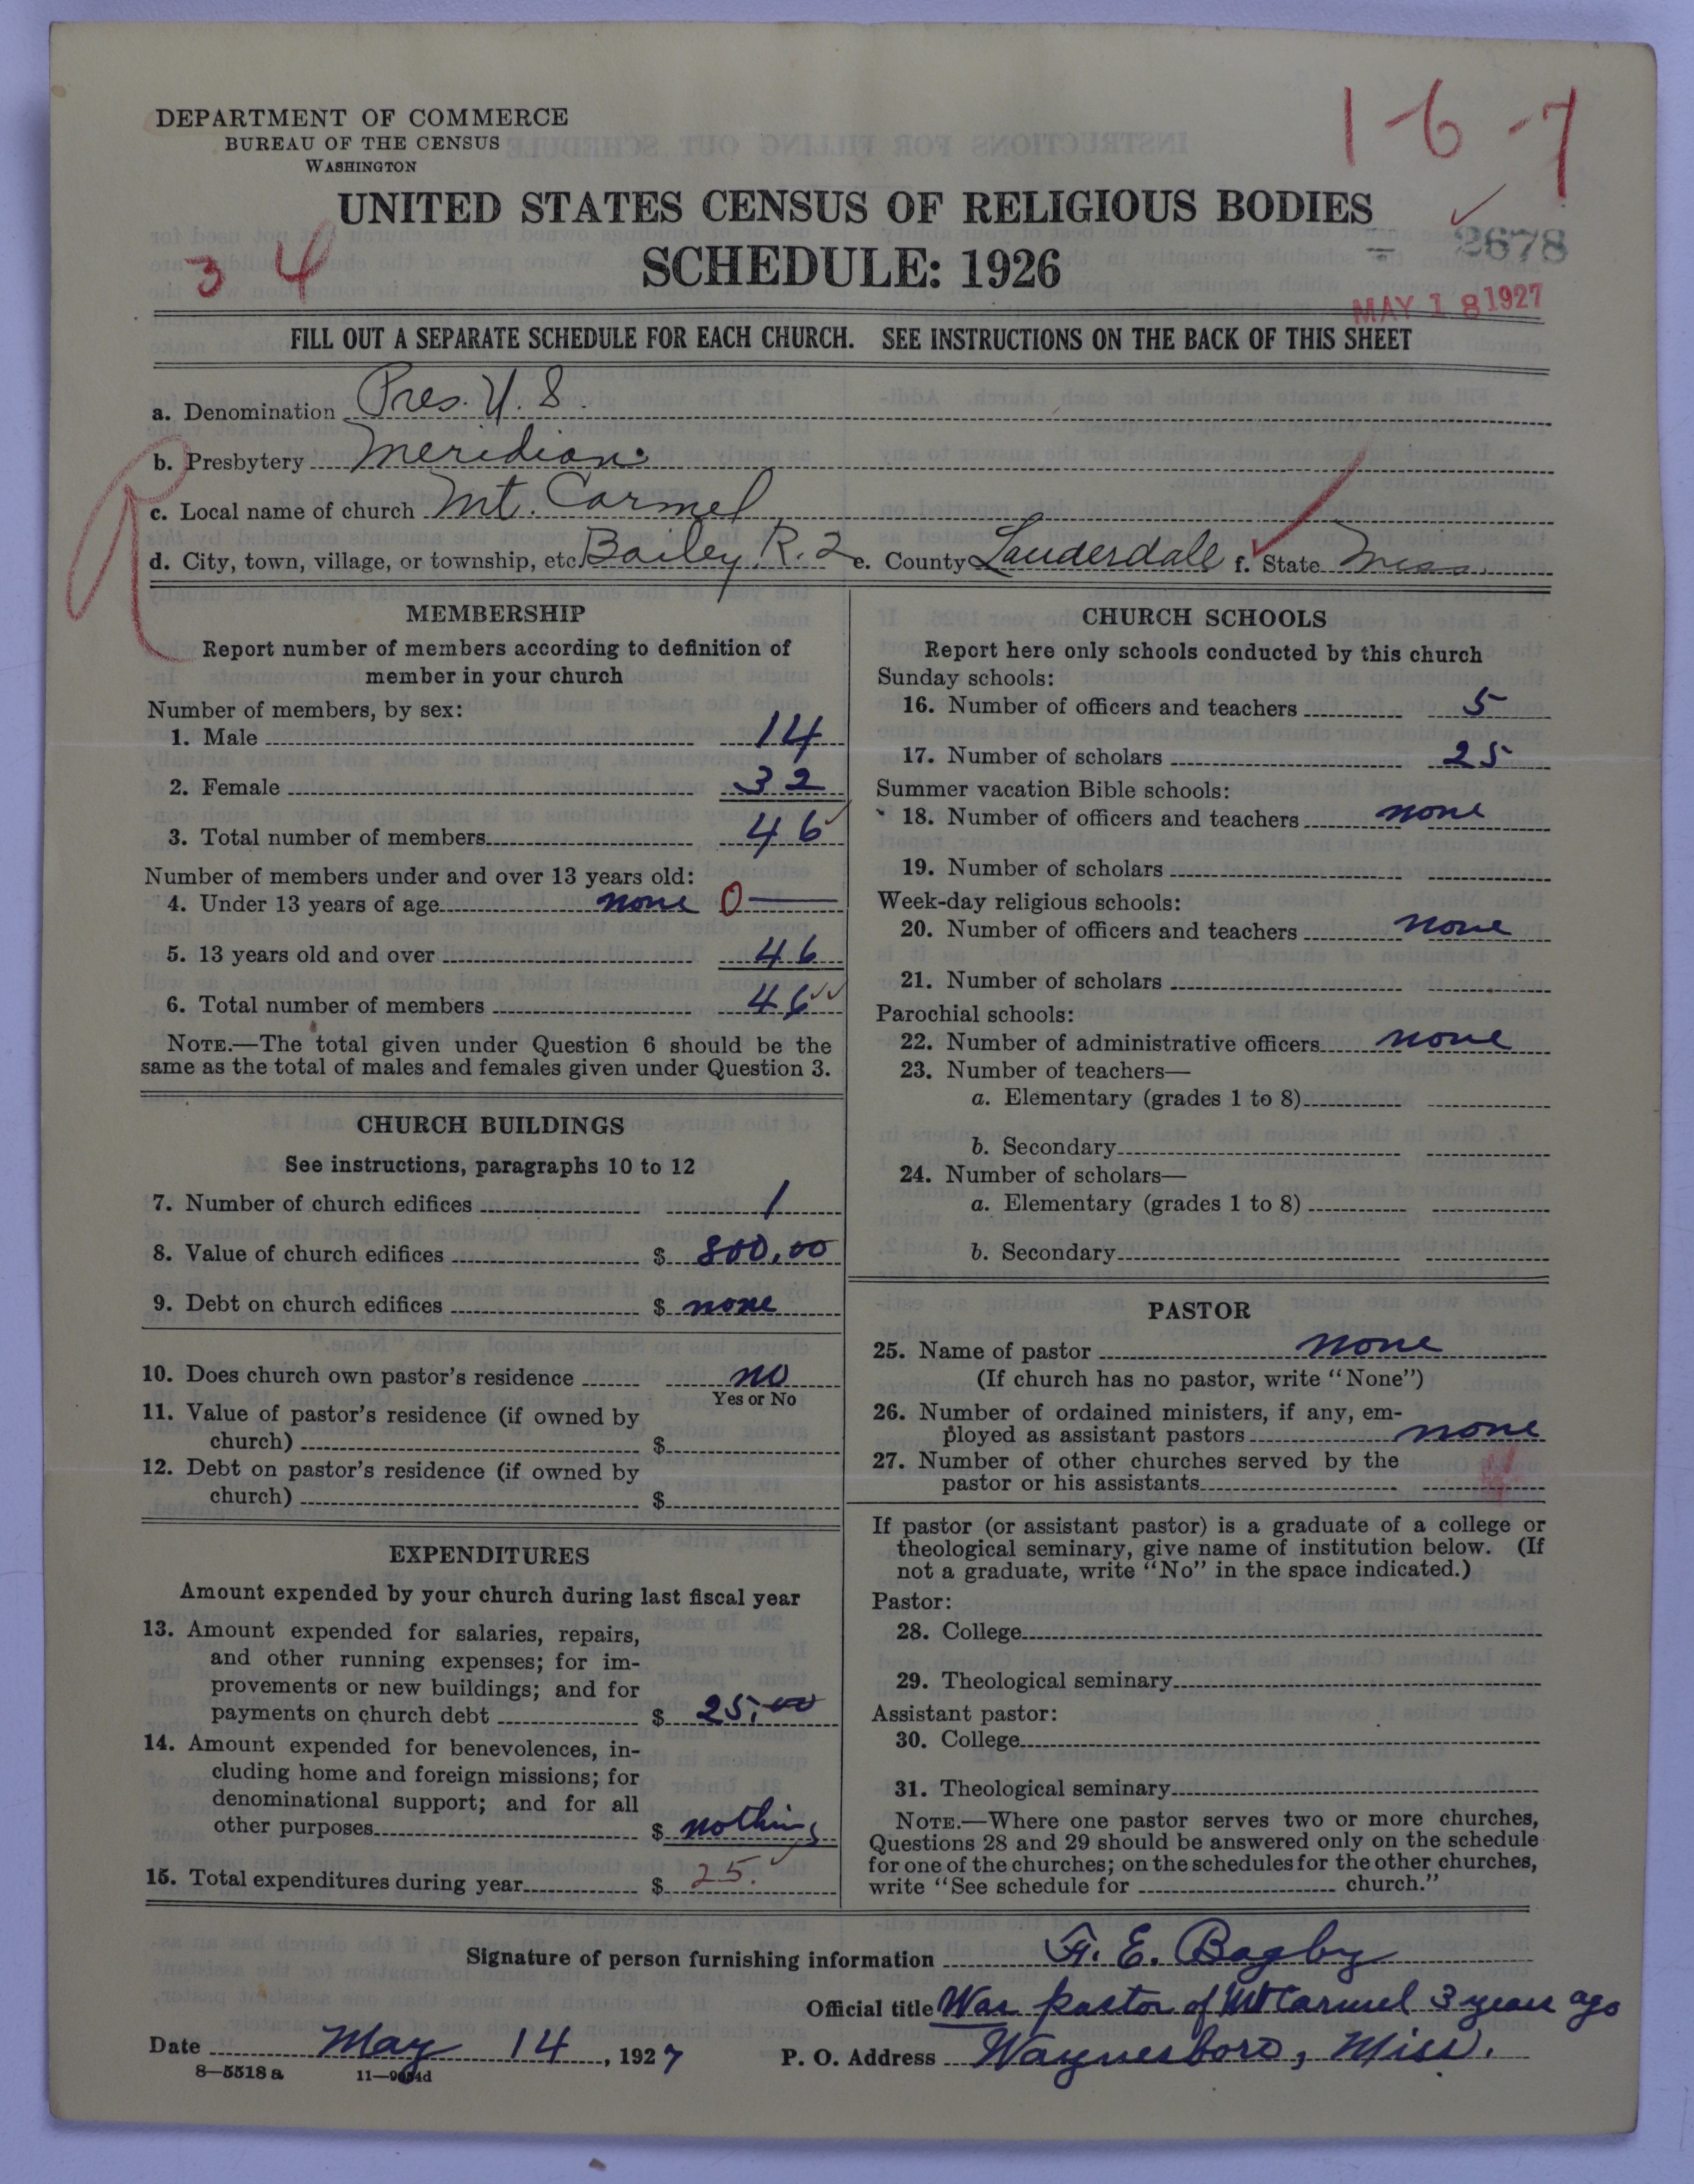 DEPARTMENT OF COMMERCE
BUREAU OF THE CENSUS
WASHINGTON
1-6-7
UNITED STATES CENSUS OF RELIGIOUS BODIES
SCHEDULE: 1926
3 4
2678
MAY 18 1927
FILL OUT A SEPARATE SCHEDULE FOR EACH CHURCH. SEE INSTRUCTIONS ON THE BACK OF THIS SHEET
a. Denomination Pres. U. S.
b. Presbytery Meridian
c. Local name of church Mt. Carmel
d. City, town, village, or township, etc. Bailey, R. 2 e. County Lauderdale f. State Miss.
MEMBERSHIP
Report number of members according to definition of
member in your church
Number of members, by sex:
1. Male 14
2. Female 32
3. Total number of members 46
Number of members under and over 13 years old:
4. Under 13 years of age none 0
5. 13 years old and over 46
6. Total number of members 46
NOTE.—The total given under Question 6 should be the
same as the total of males and females given under Question 3.
CHURCH BUILDINGS
See instructions, paragraphs 10 to 12
7. Number of church edifices 1
8. Value of church edifices $ 800.00
9. Debt on church edifices $ none
10. Does church own pastor's residence no
Yes or No
11. Value of pastor's residence (if owned by
church) $
12. Debt on pastor's residence (if owned by
church) $
EXPENDITURES
Amount expended by your church during last fiscal year
13. Amount expended for salaries, repairs,
and other running expenses; for im-
provements or new buildings; and for
payments on church debt $ 25.00
14. Amount expended for benevolences, in-
cluding home and foreign missions; for
denominational support; and for all
other purposes $ nothing
15. Total expenditures during year $ 25.
CHURCH SCHOOLS
Report here only schools conducted by this church
Sunday schools:
16. Number of officers and teachers 5
17. Number of scholars 25
Summer vacation Bible schools:
18. Number of officers and teachers none
19. Number of scholars
Week-day religious schools:
20. Number of officers and teachers none
21. Number of scholars
Parochial schools:
22. Number of administrative officers none
23. Number of teachers—
a. Elementary (grades 1 to 8)
b. Secondary
24. Number of scholars—
a. Elementary (grades 1 to 8)
b. Secondary
PASTOR
25. Name of pastor none
(If church has no pastor, write "None")
26. Number of ordained ministers, if any, em-
ployed as assistant pastors none
27. Number of other churches served by the
pastor or his assistants
If pastor (or assistant pastor) is a graduate of a college or
theological seminary, give name of institution below. (If
not a graduate, write "No" in the space indicated.)
Pastor:
28. College
29. Theological seminary
Assistant pastor:
30. College
31. Theological seminary
NOTE.—Where one pastor serves two or more churches,
Questions 28 and 29 should be answered only on the schedule
for one of the churches; on the schedules for the other churches,
write "See schedule for church."
Signature of person furnishing information F. E. Bagby
Official title Was pastor of Mt Carmel 3 years ago
Date May 14, 1927 P. O. Address Waynesboro, Miss.
8—5518 a